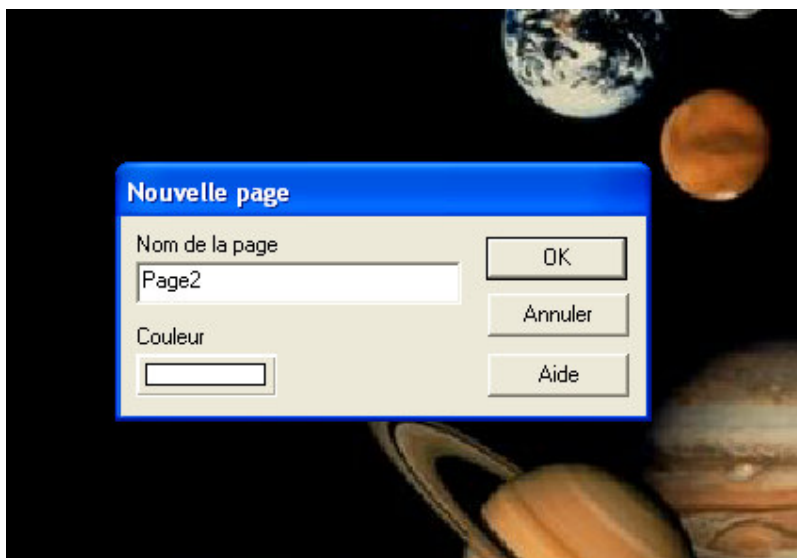 Nouvelle page
Nom de la page
Page2
Couleur
OK
Annuler
Aide